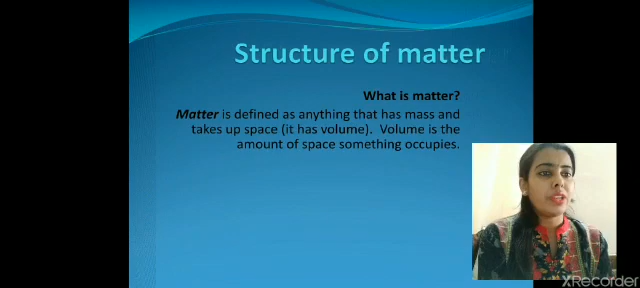 Structure of matter
What is matter?
Matter is defined as anything that has mass and
takes up space (it has volume).  Volume is the
amount of space something occupies.
XRecorder